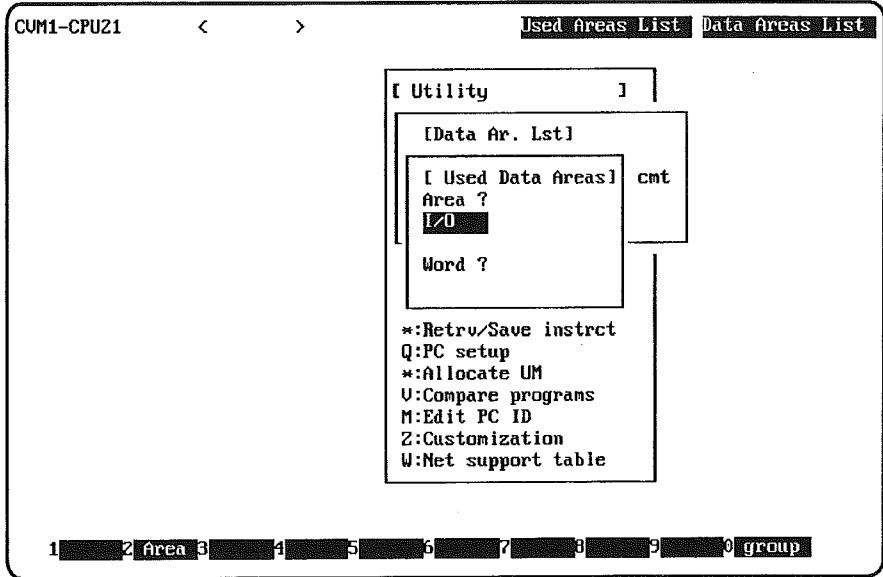 CVM1-CPU21 < > Used Areas List Data Areas List
[ Utility ]
[Data Ar. Lst]
[ Used Data Areas] cmt
Area ?
I/O
Word ?
*:Retrv/Save instrct
Q:PC setup
*:Allocate UM
V:Compare programs
M:Edit PC ID
Z:Customization
W:Net support table
1 2 Area 3 4 5 6 7 8 9 0 group